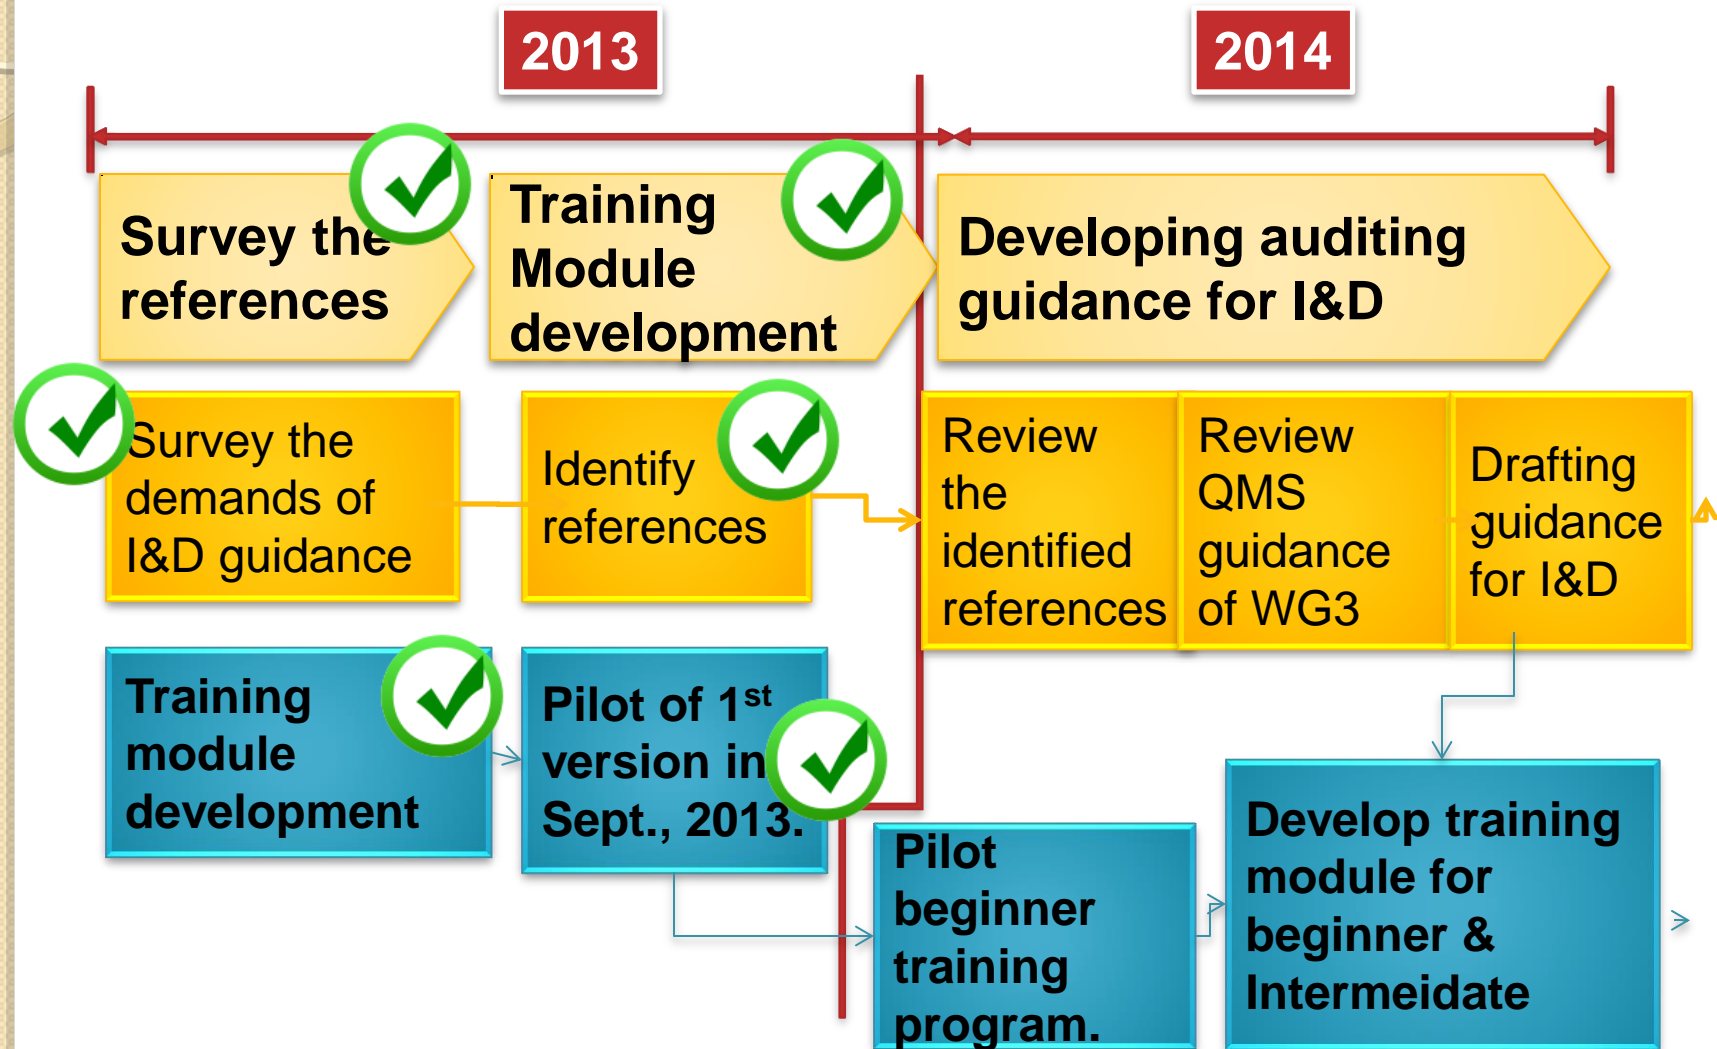 2013
2014
Survey the
references
Training
Module
development
Developing auditing
guidance for I&D
Survey the
demands of
I&D guidance
Identify
references
Review
the
identified
references
Review
QMS
guidance
of WG3
Drafting
guidance
for I&D
Training
module
development
Pilot of 1st
version in
Sept., 2013.
Pilot
beginner
training
program.
Develop training
module for
beginner &
Intermeidate